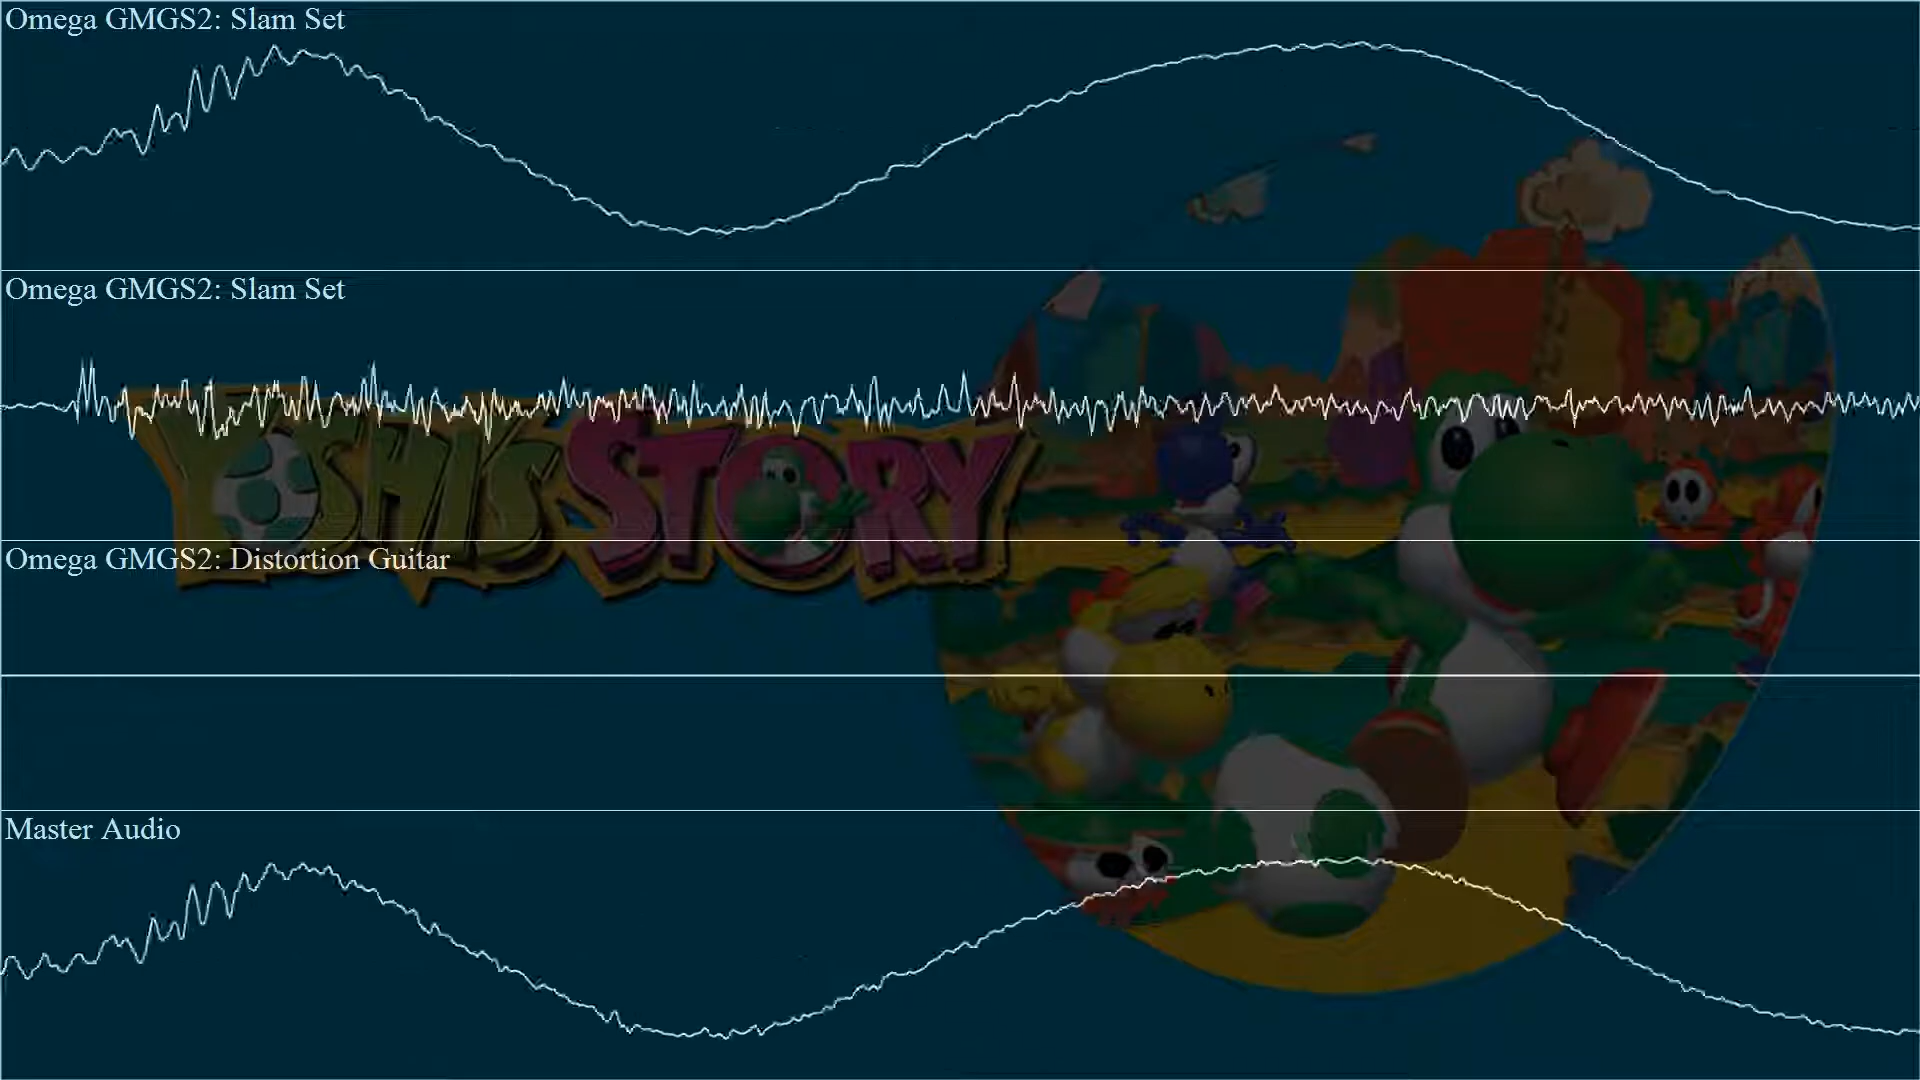 Omega GMGS2: Slam Set
Omega GMGS2: Slam Set
YOSHI'S STORY
Omega GMGS2: Distortion Guitar
Master Audio